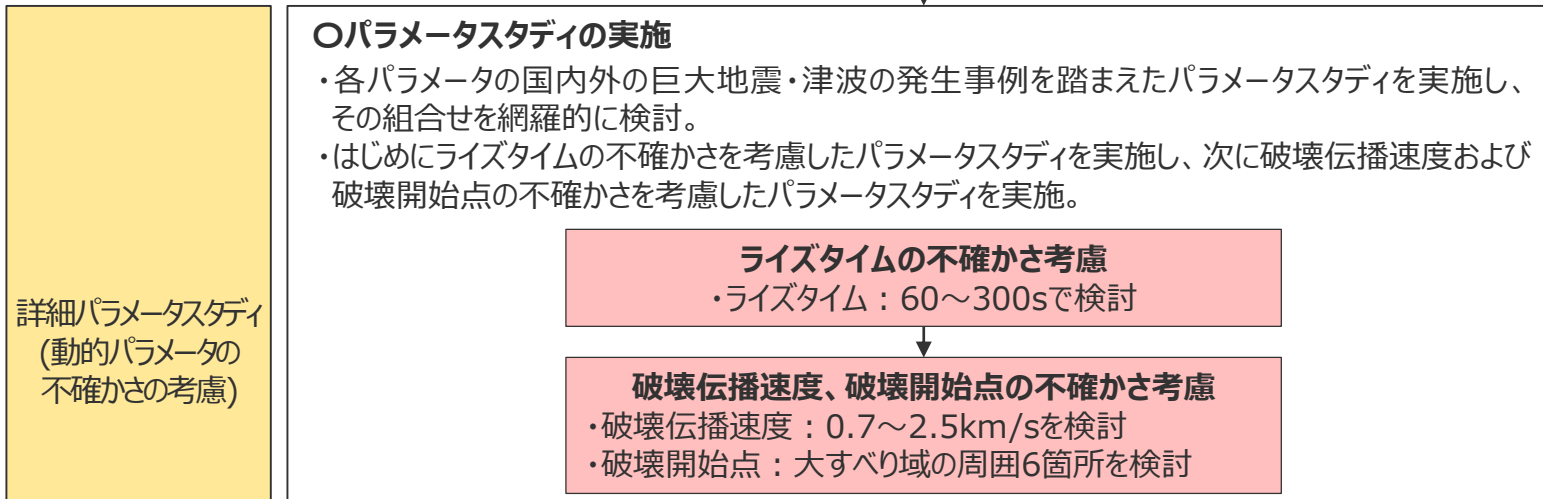 詳細パラメータスタディ
(動的パラメータの
不確かさの考慮)
〇パラメータスタディの実施
・各パラメータの国内外の巨大地震・津波の発生事例を踏まえたパラメータスタディを実施し、
その組合せを網羅的に検討。
・はじめにライズタイムの不確かさを考慮したパラメータスタディを実施し、次に破壊伝播速度および
破壊開始点の不確かさを考慮したパラメータスタディを実施。
ライズタイムの不確かさ考慮
・ライズタイム：60～300sで検討
破壊伝播速度、破壊開始点の不確かさ考慮
・破壊伝播速度：0.7～2.5km/sを検討
・破壊開始点：大すべり域の周囲6箇所を検討